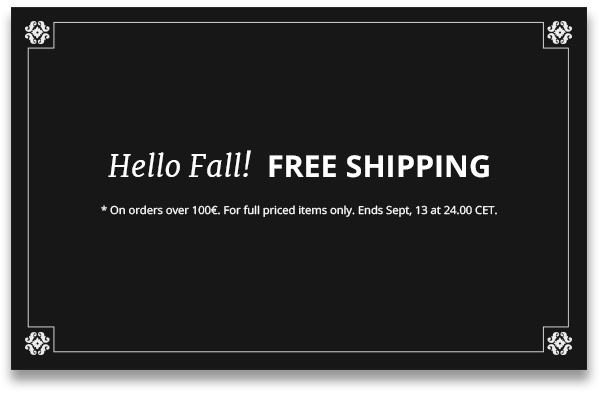 Hello Fall! FREE SHIPPING
* On orders over 100€. For full priced items only. Ends Sept, 13 at 24.00 CET.